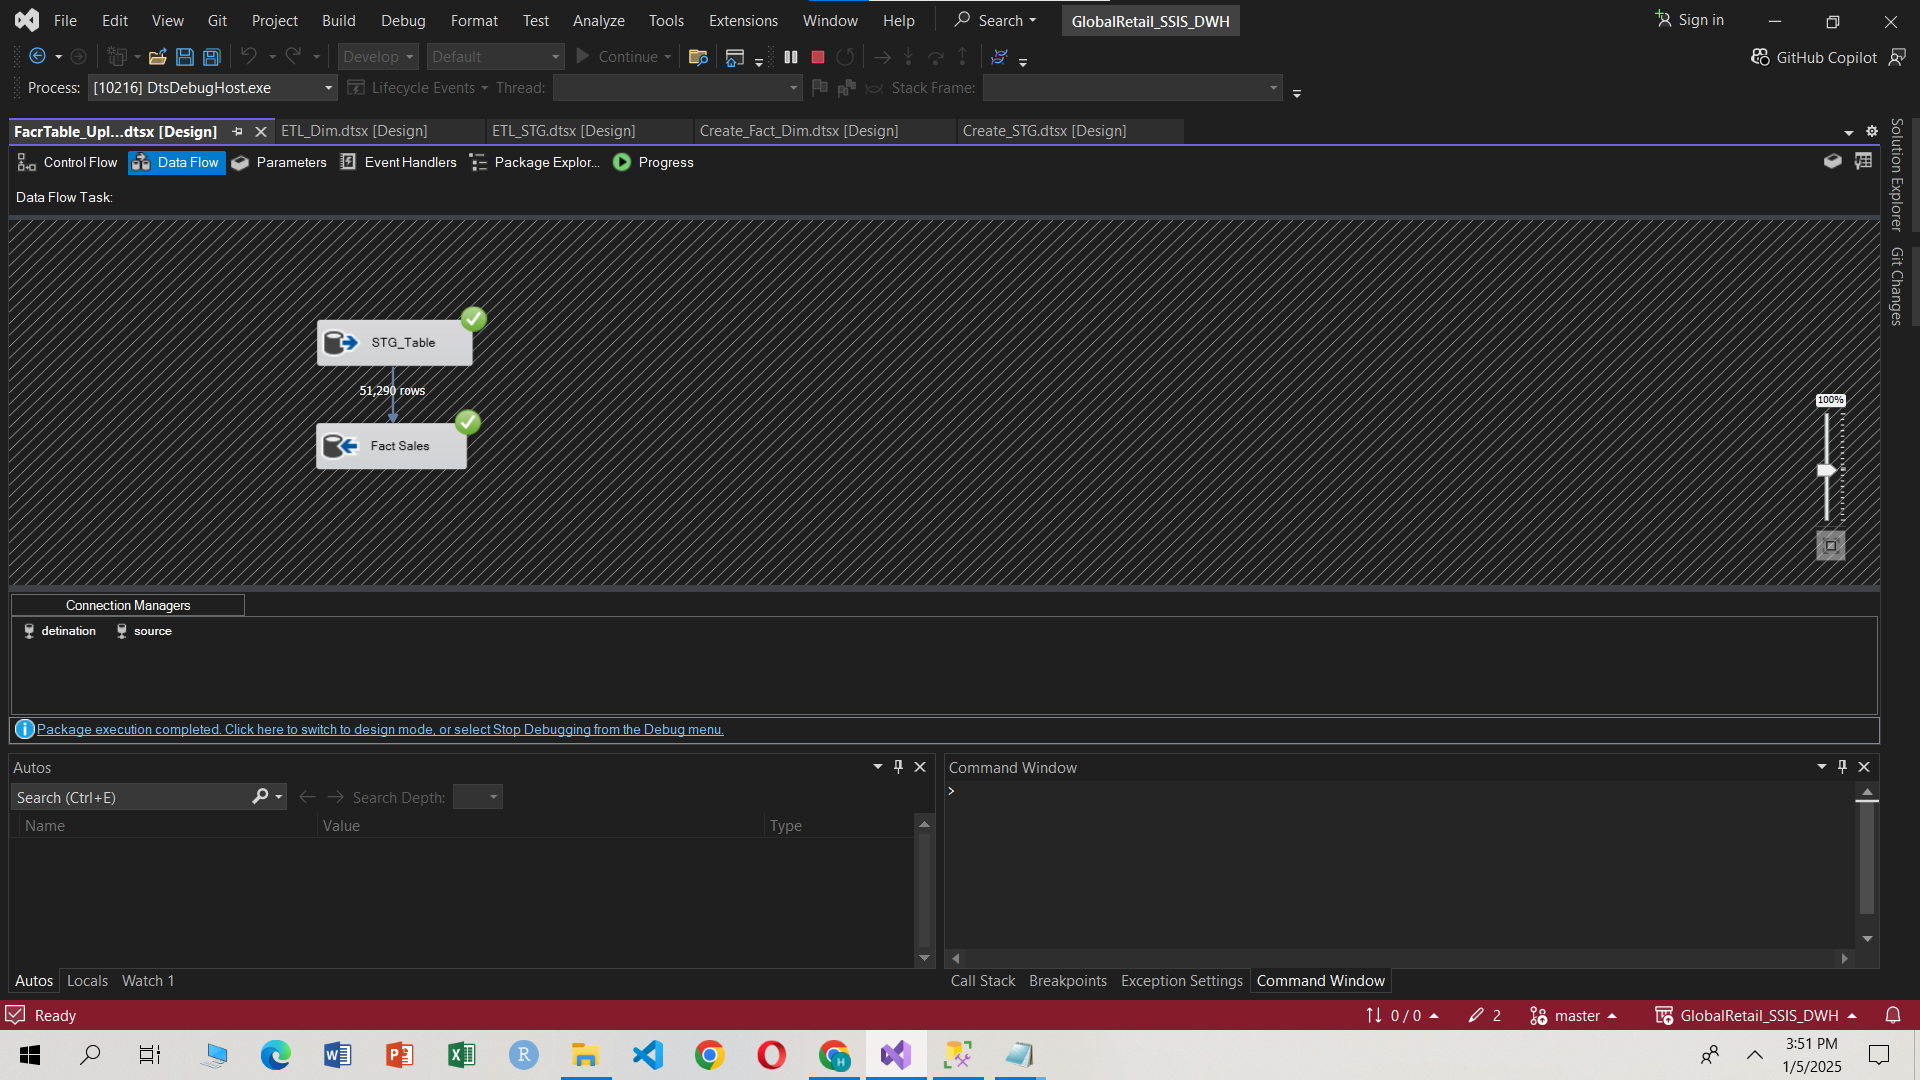 File Edit View Git Project Build Debug Format Test Analyze Tools Extensions Window Help Search GlobalRetail_SSIS_DWH Sign in
Develop Default Continue GitHub Copilot
Process: [10216] DtsDebugHost.exe Lifecycle Events Thread: Stack Frame:
FacrTable_Upl...dtsx [Design] ETL_Dim.dtsx [Design] ETL_STG.dtsx [Design] Create_Fact_Dim.dtsx [Design] Create_STG.dtsx [Design]
Control Flow Data Flow Parameters Event Handlers Package Explor... Progress
Data Flow Task:
Solution Explorer
Git Changes
STG_Table
51,290 rows
Fact Sales
100%
Connection Managers
detination source
Package execution completed. Click here to switch to design mode, or select Stop Debugging from the Debug menu.
Autos
Search (Ctrl+E) Search Depth:
Name Value Type
Autos Locals Watch 1
Command Window
>
Call Stack Breakpoints Exception Settings Command Window
Ready 0 / 0 2 master GlobalRetail_SSIS_DWH
3:51 PM
1/5/2025